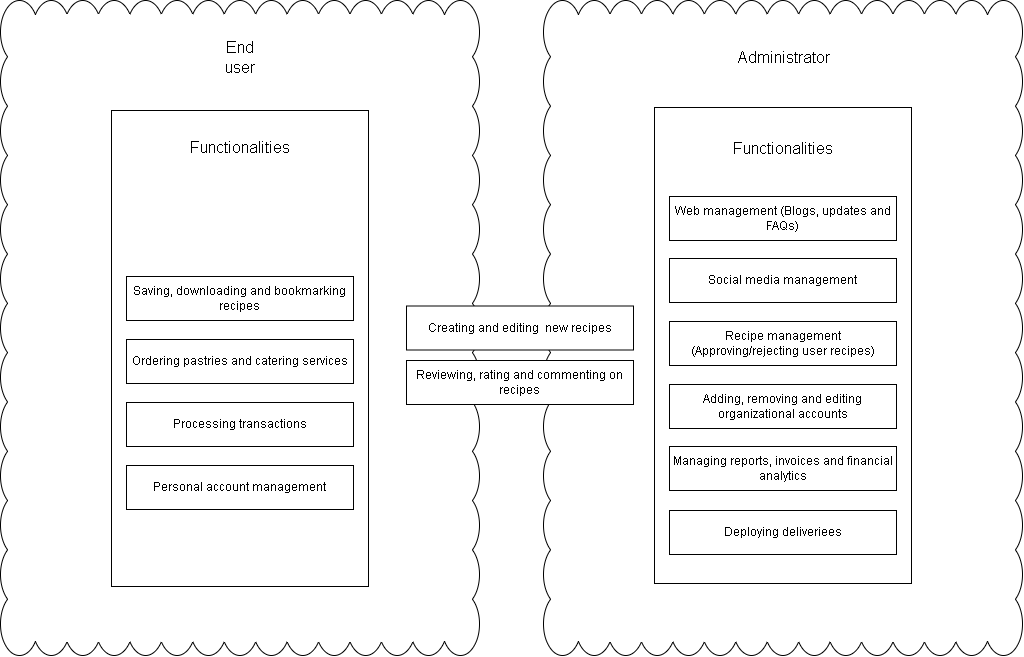 End
user
Functionalities
Saving, downloading and bookmarking
recipes
Ordering pastries and catering services
Processing transactions
Personal account management
Creating and editing  new recipes
Reviewing, rating and commenting on
recipes
Administrator
Functionalities
Web management (Blogs, updates and
FAQs)
Social media management
Recipe management
(Approving/rejecting user recipes)
Adding, removing and editing
organizational accounts
Managing reports, invoices and financial
analytics
Deploying deliveriees